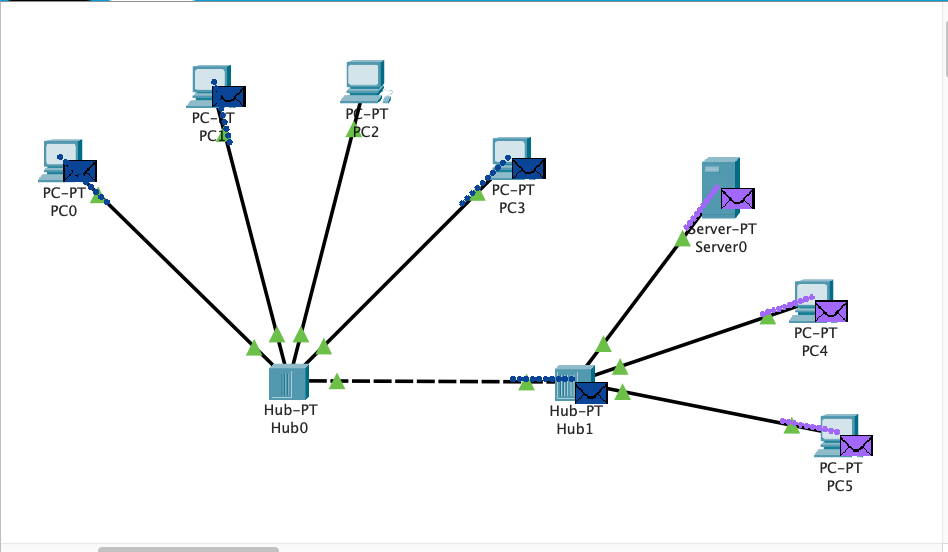 PC-PT
PC0
PC-PT
PC1
PC-PT
PC2
PC-PT
PC3
Server-PT
Server0
PC-PT
PC4
Hub-PT
Hub0
Hub-PT
Hub1
PC-PT
PC5